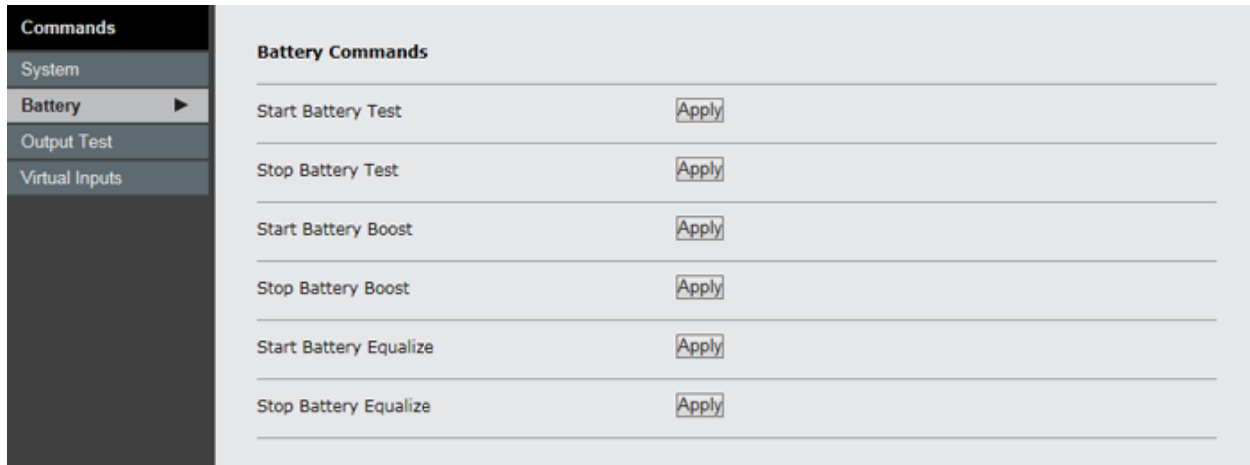 Commands
System
Battery
Output Test
Virtual Inputs
Battery Commands
Start Battery Test Apply
Stop Battery Test Apply
Start Battery Boost Apply
Stop Battery Boost Apply
Start Battery Equalize Apply
Stop Battery Equalize Apply